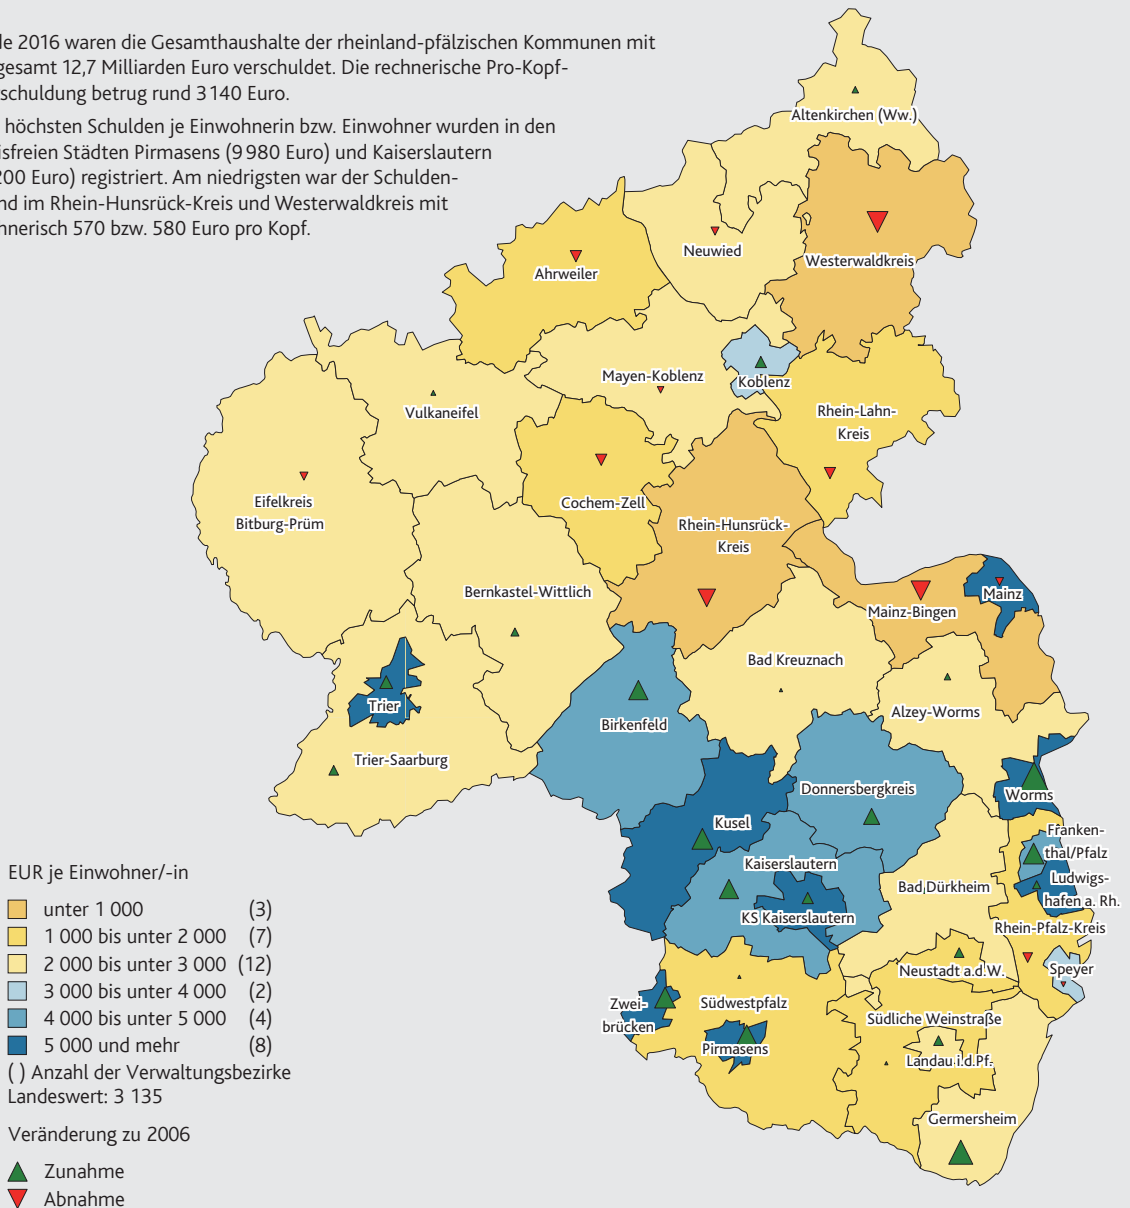 de 2016 waren die Gesamthaushalte der rheinland-pfälzischen Kommunen mit
gesamt 12,7 Milliarden Euro verschuldet. Die rechnerische Pro-Kopf-
schuldung betrug rund 3 140 Euro.
höchsten Schulden je Einwohnerin bzw. Einwohner wurden in den
isfreien Städten Pirmasens (9 980 Euro) und Kaiserslautern
200 Euro) registriert. Am niedrigsten war der Schulden-
nd im Rhein-Hunsrück-Kreis und Westerwaldkreis mit
hnerisch 570 bzw. 580 Euro pro Kopf.
Altenkirchen (Ww.)
Neuwied
Westerwaldkreis
Ahrweiler
Mayen-Koblenz
Koblenz
Vulkaneifel
Rhein-Lahn-
Kreis
Eifelkreis
Bitburg-Prüm
Cochem-Zell
Rhein-Hunsrück-
Kreis
Bernkastel-Wittlich
Mainz-Bingen
Mainz
Bad Kreuznach
Trier
Birkenfeld
Alzey-Worms
Trier-Saarburg
Donnersbergkreis
Worms
Kusel
Franken-
thal/Pfalz
Kaiserslautern
Ludwigs-
hafen a. Rh.
Bad Dürkheim
KS Kaiserslautern
Rhein-Pfalz-Kreis
Neustadt a.d.W.
Speyer
Zwei-
brücken
Südwestpfalz
Südliche Weinstraße
Pirmasens
Landau i.d.Pf.
Germersheim
EUR je Einwohner/-in
unter 1 000 (3)
1 000 bis unter 2 000 (7)
2 000 bis unter 3 000 (12)
3 000 bis unter 4 000 (2)
4 000 bis unter 5 000 (4)
5 000 und mehr (8)
( ) Anzahl der Verwaltungsbezirke
Landeswert: 3 135
Veränderung zu 2006
Zunahme
Abnahme